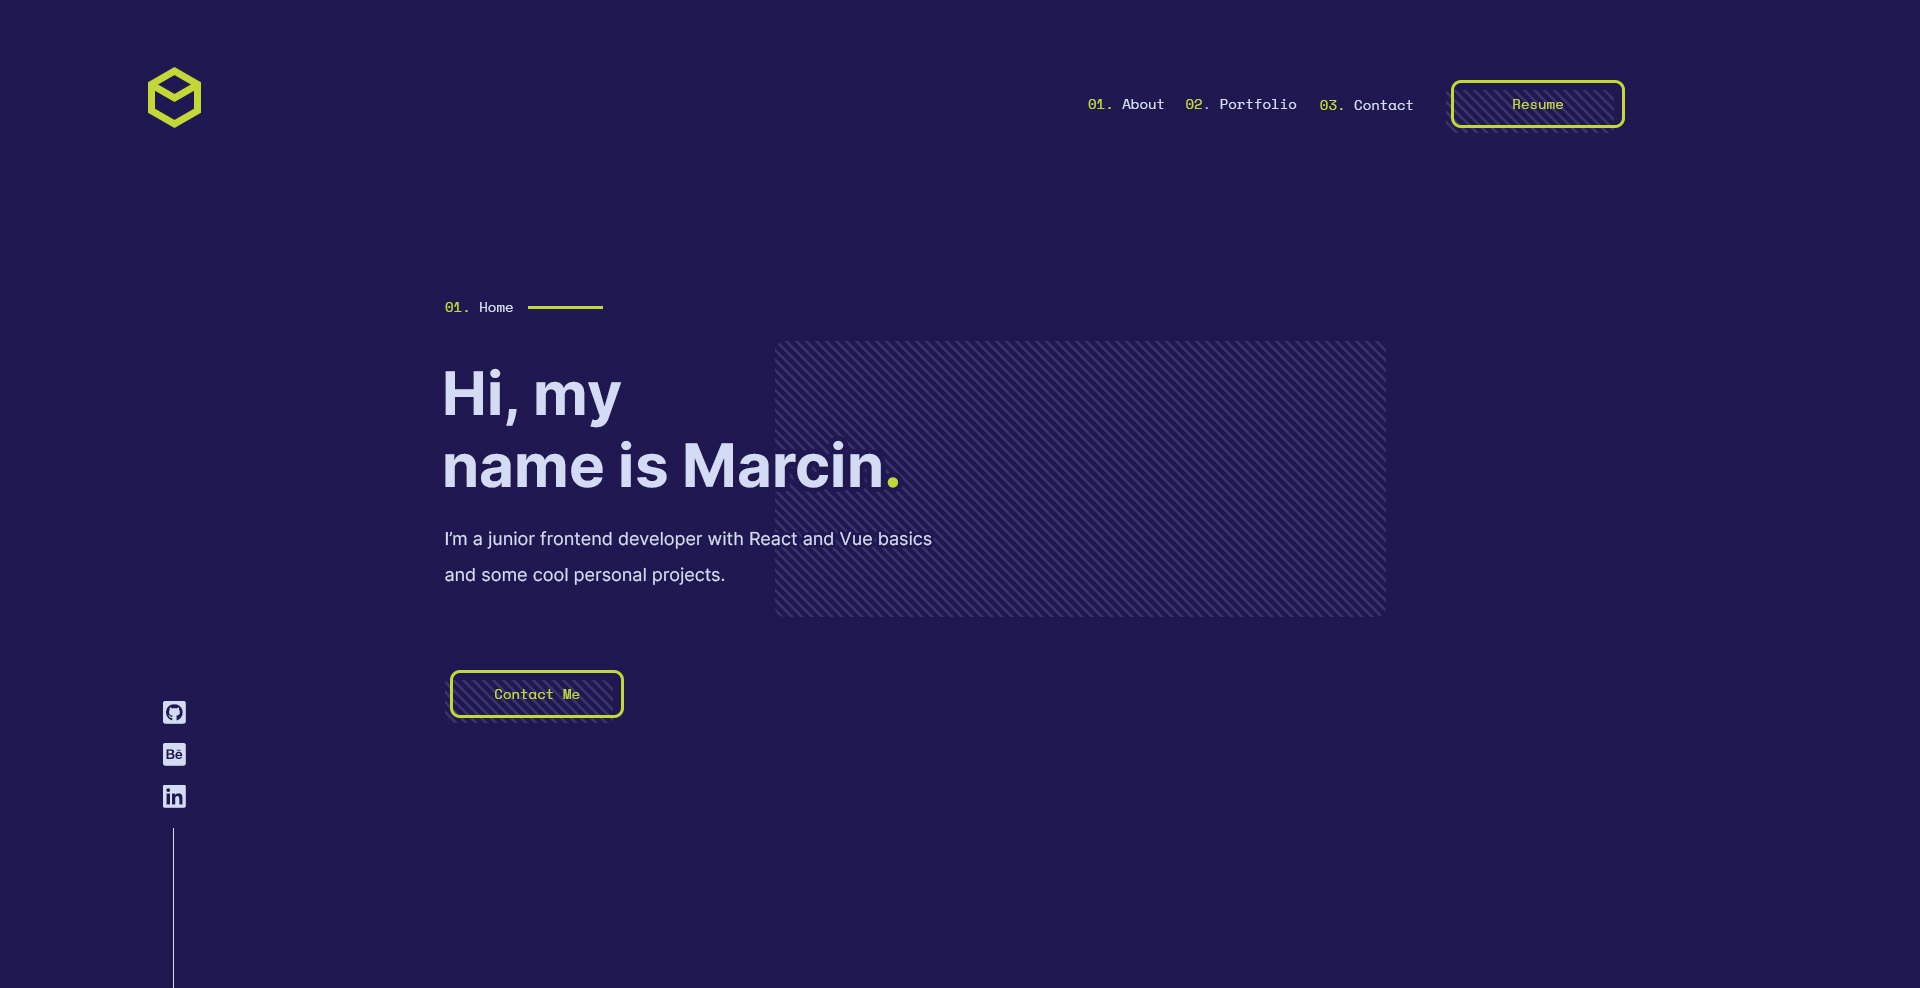 01. About 02. Portfolio 03. Contact Resume
01. Home
Hi, my
name is Marcin.
I'm a junior frontend developer with React and Vue basics
and some cool personal projects.
Contact Me
Bē
in